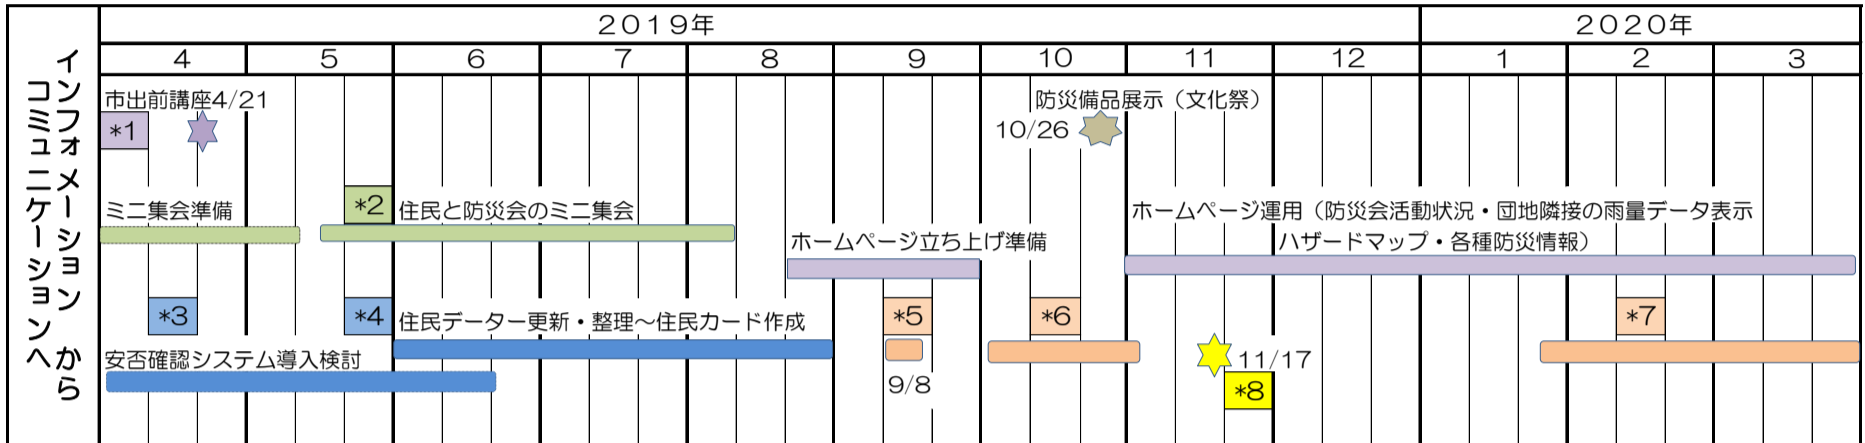 2019年
2020年
4 5 6 7 8 9 10 11 12 1 2 3
インフォメーション から
コミュニケーションへ
市出前講座4/21
*1
防災備品展示（文化祭）
10/26
ミニ集会準備
*2
住民と防災会のミニ集会
ホームページ立ち上げ準備
ホームページ運用（防災会活動状況・団地隣接の雨量データ表示
ハザードマップ・各種防災情報）
*3
*4
住民データー更新・整理～住民カード作成
*5
*6
*7
安否確認システム導入検討
9/8
11/17
*8